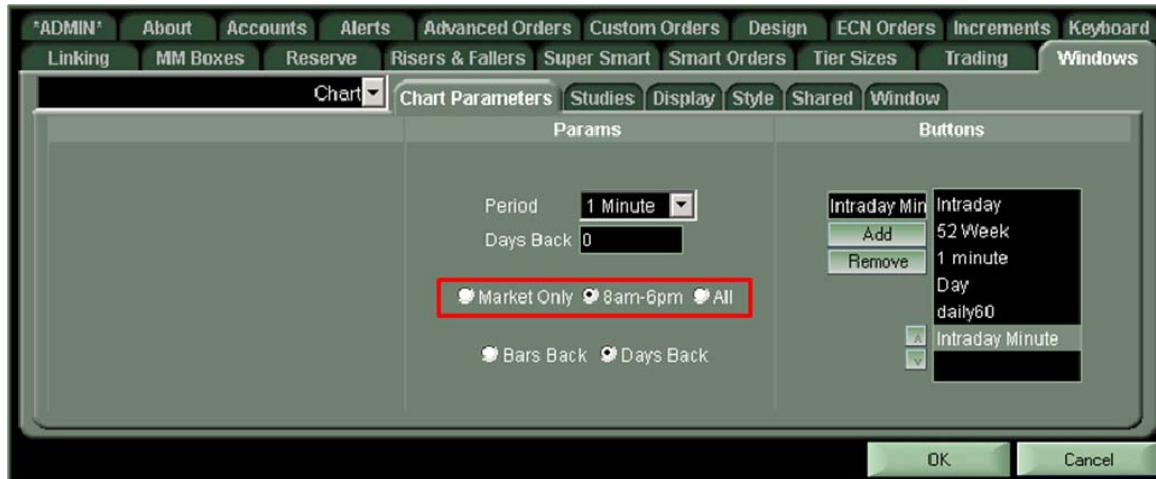 *ADMIN* About Accounts Alerts Advanced Orders Custom Orders Design ECN Orders Increments Keyboard
Linking MM Boxes Reserve Risers & Fallers Super Smart Smart Orders Tier Sizes Trading Windows
Chart Chart Parameters Studies Display Style Shared Window
Params Buttons
Period 1 Minute
Days Back 0
Market Only 8am-6pm All
Bars Back Days Back
Intraday Min
Add
Remove
Intraday
52 Week
1 minute
Day
daily60
Intraday Minute
OK Cancel